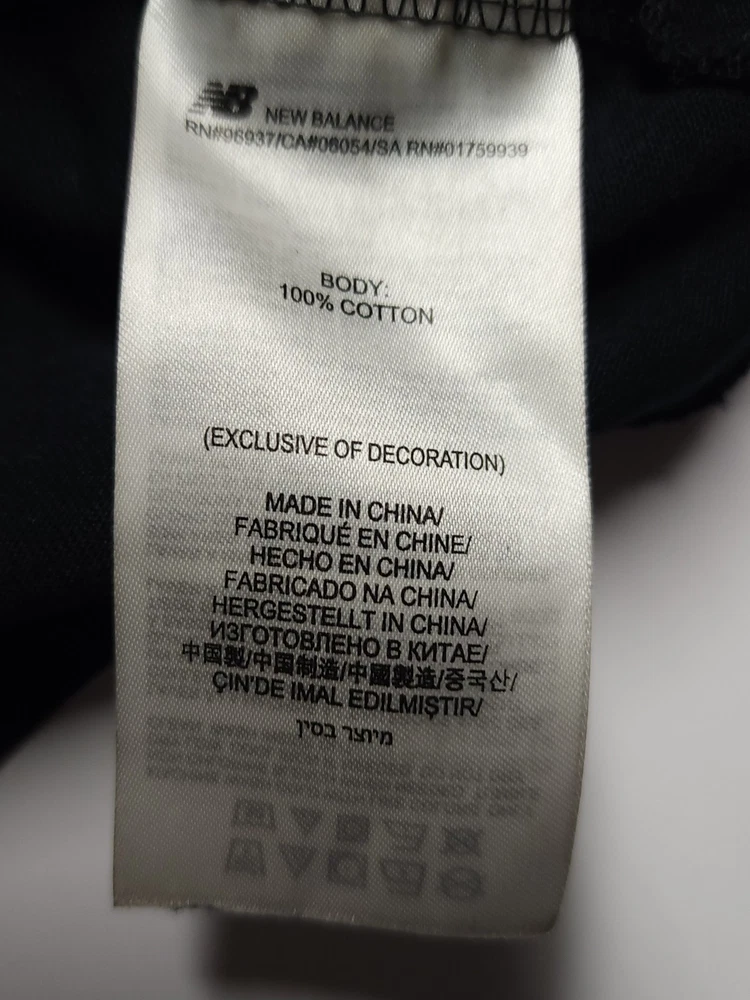 NB NEW BALANCE
RN#06937/CA#06054/SA RN#01759939
BODY:
100% COTTON
(EXCLUSIVE OF DECORATION)
MADE IN CHINA/
FABRIQUÉ EN CHINE/
HECHO EN CHINA/
FABRICADO NA CHINA/
HERGESTELLT IN CHINA/
ИЗГОТОВЛЕНО В КИТАЕ/
中国製/中国制造/中國製造/중국산/
ÇIN'DE IMAL EDILMIŞTIR/
מיוצר בסין